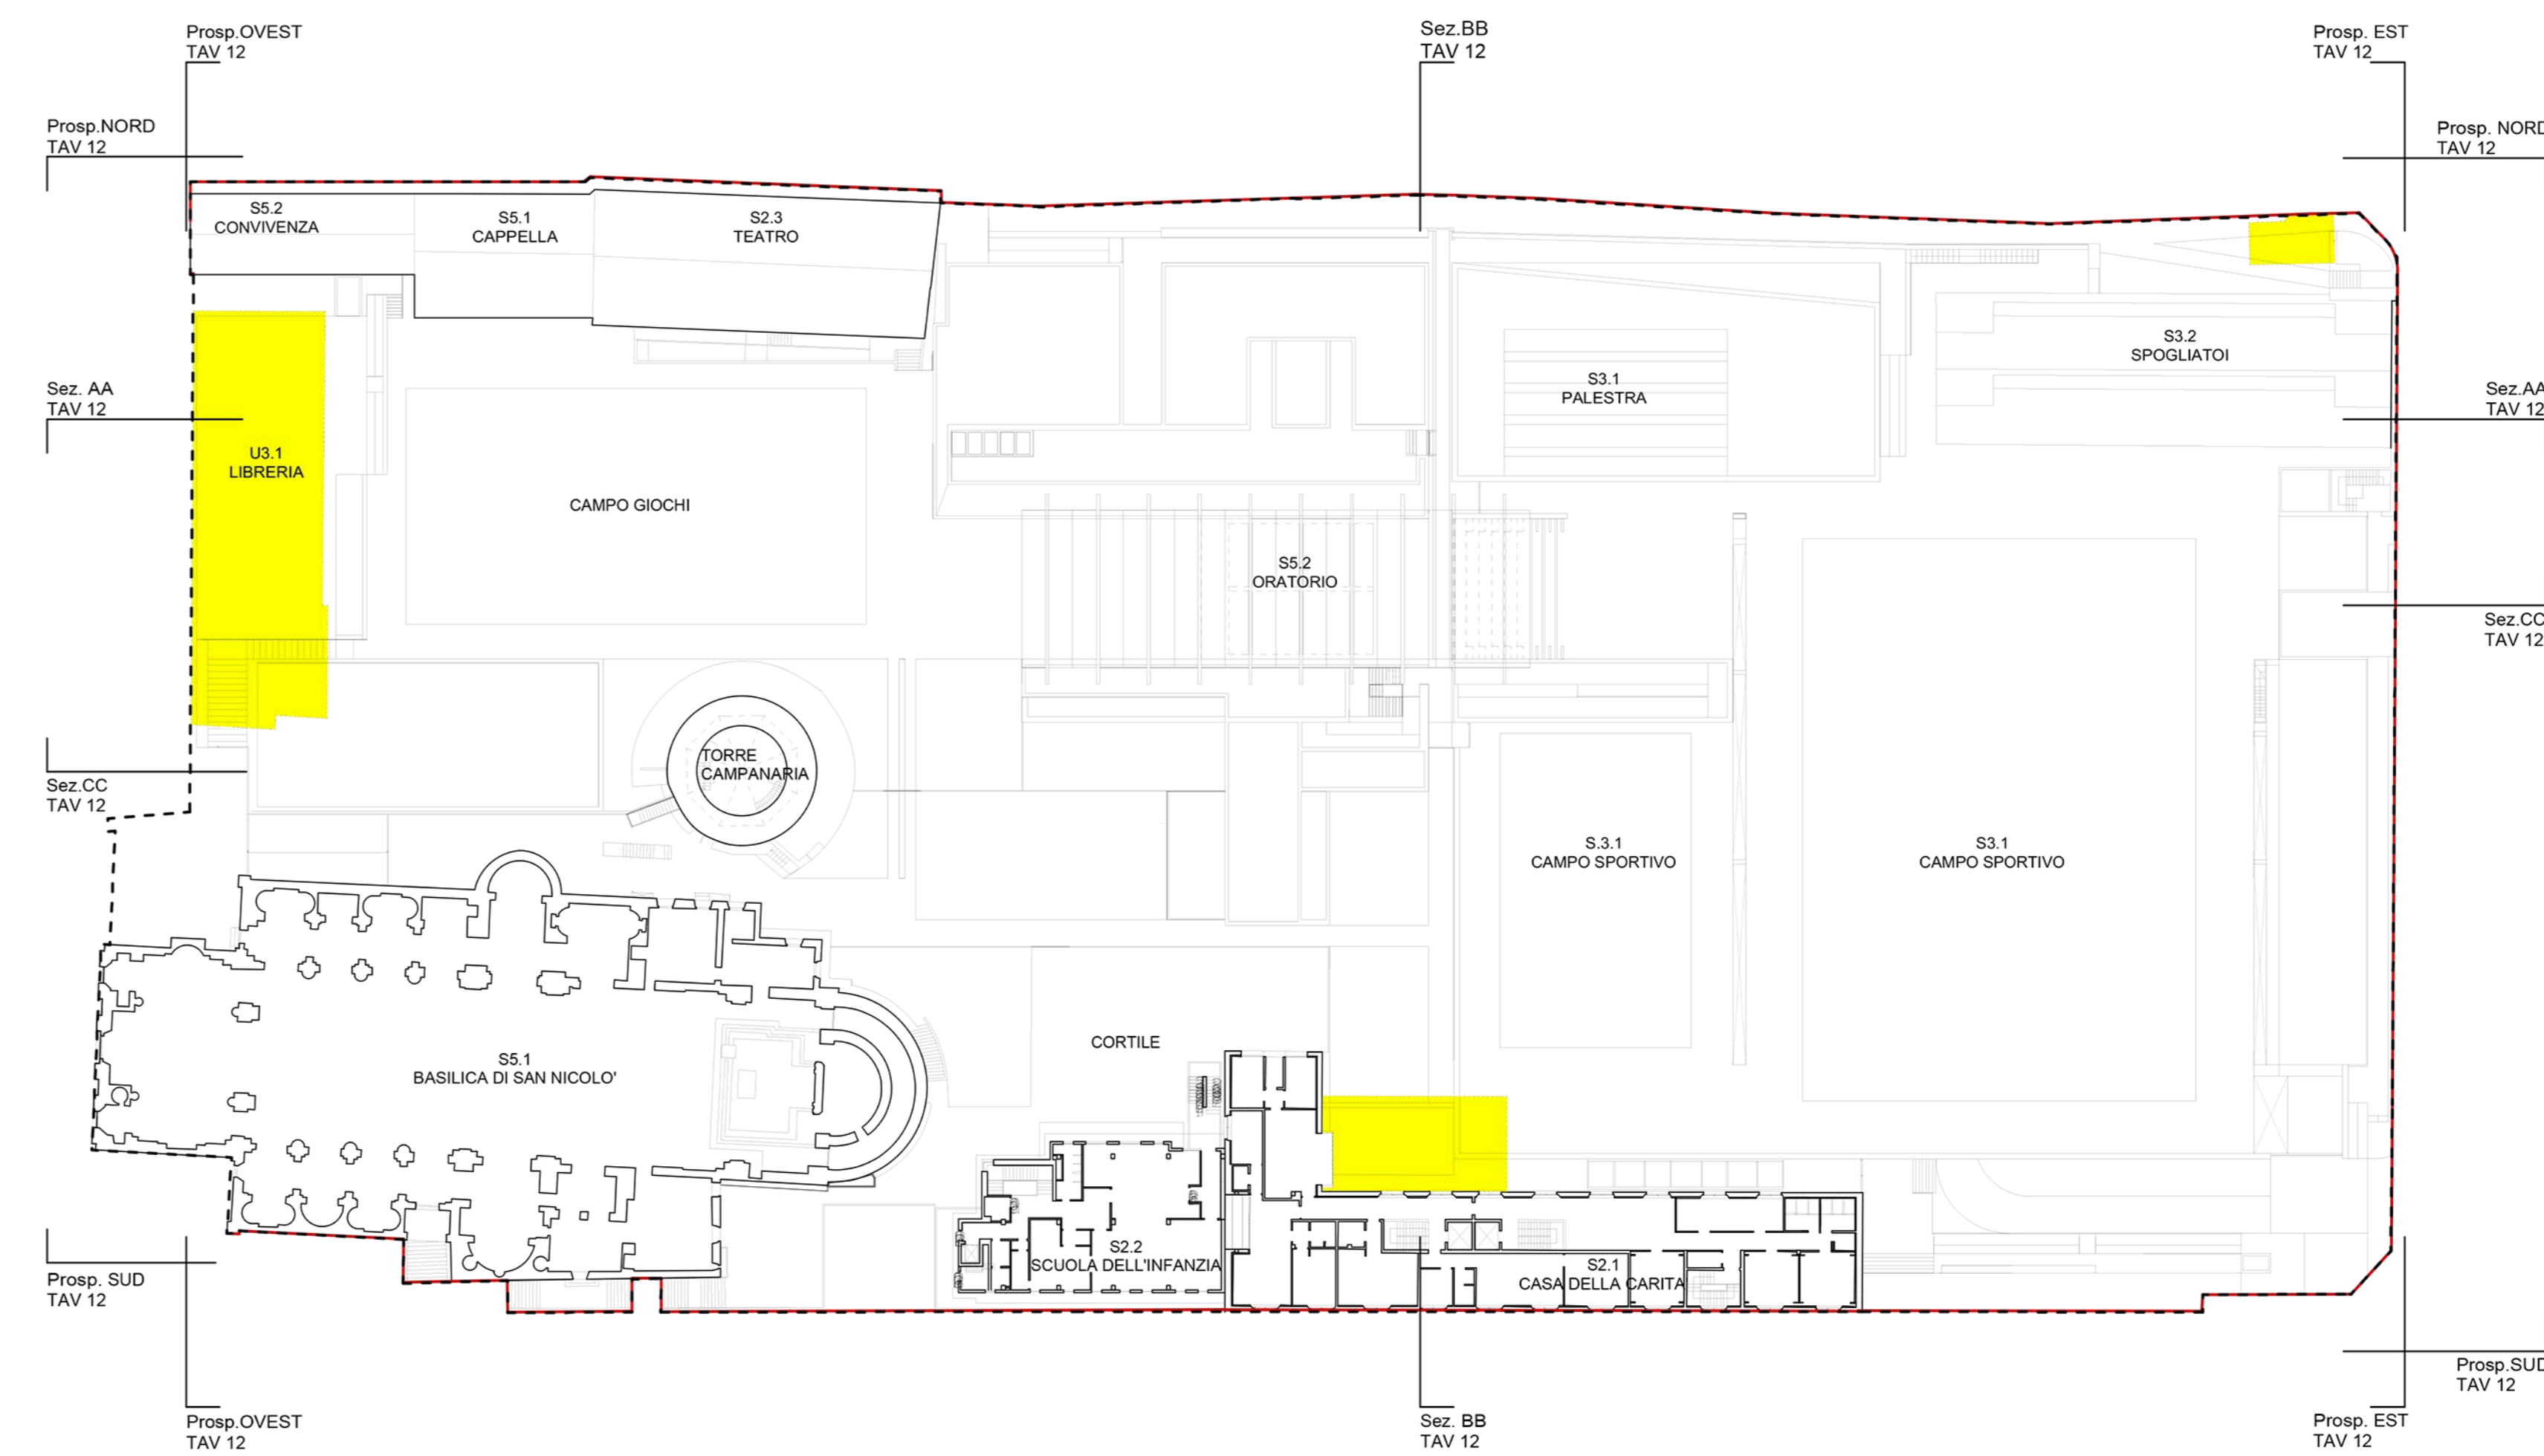 Prosp.OVEST
TAV 12
Sez.BB
TAV 12
Prosp. EST
TAV 12
Prosp.NORD
TAV 12
Prosp. NORD
TAV 12
S5.2
CONVIVENZA
S5.1
CAPPELLA
S2.3
TEATRO
S3.2
SPOGLIATOI
S3.1
PALESTRA
Sez. AA
TAV 12
Sez.AA
TAV 12
U3.1
LIBRERIA
CAMPO GIOCHI
S5.2
ORATORIO
Sez.CC
TAV 12
TORRE
CAMPANARIA
Sez.CC
TAV 12
S.3.1
CAMPO SPORTIVO
S3.1
CAMPO SPORTIVO
CORTILE
S5.1
BASILICA DI SAN NICOLO'
S2.2
SCUOLA DELL'INFANZIA
S2.1
CASA DELLA CARITA'
Prosp. SUD
TAV 12
Prosp.SUD
TAV 12
Prosp.OVEST
TAV 12
Sez. BB
TAV 12
Prosp. EST
TAV 12